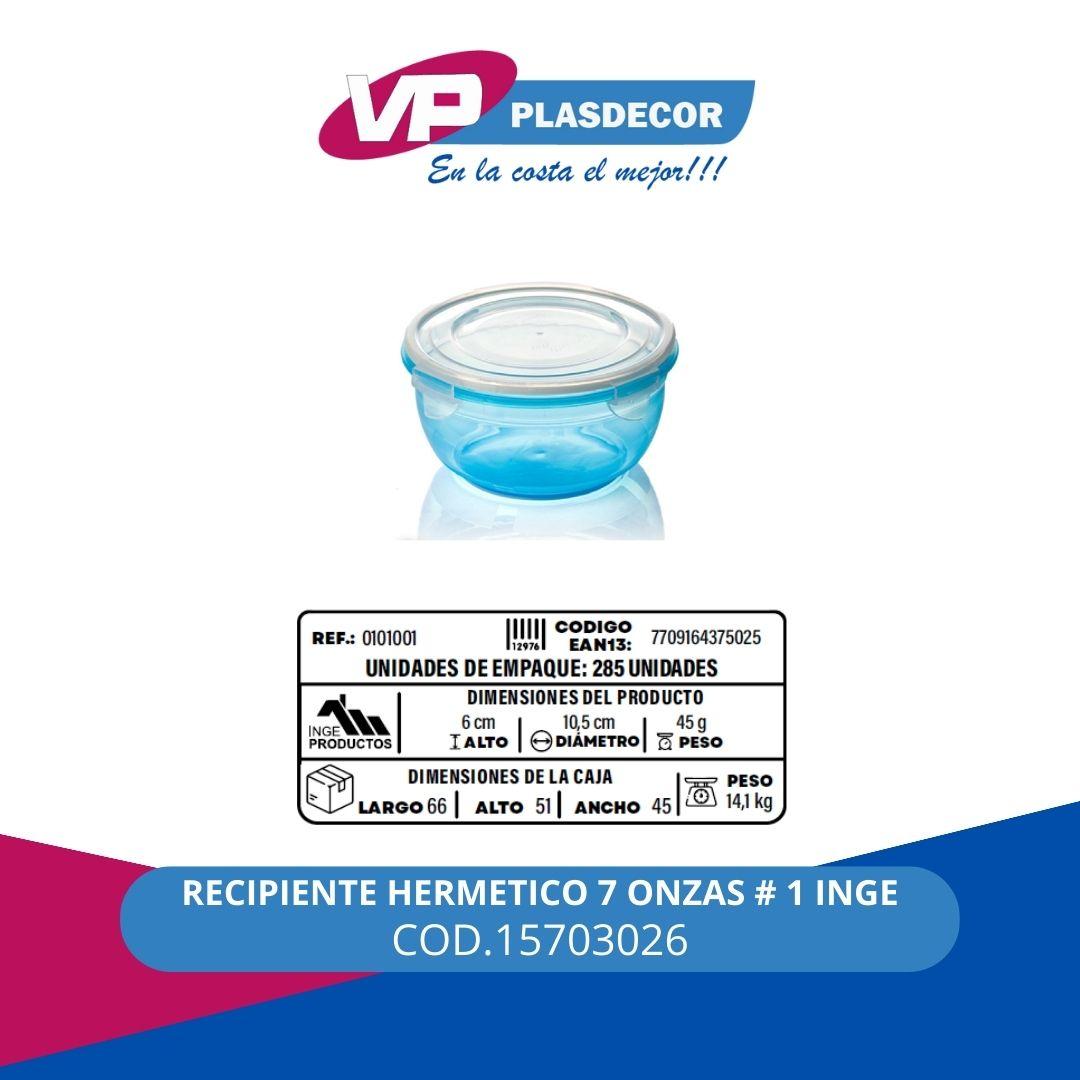 VP PLASDECOR
En la costa el mejor!!!
REF.: 0101001
12976
CODIGO
EAN13:
7709164375025
UNIDADES DE EMPAQUE: 285 UNIDADES
INGE
PRODUCTOS
DIMENSIONES DEL PRODUCTO
6 cm
ALTO
10,5 cm
DIÁMETRO
45 g
PESO
DIMENSIONES DE LA CAJA
LARGO 66
ALTO 51
ANCHO 45
PESO
14,1 kg
RECIPIENTE HERMETICO 7 ONZAS # 1 INGE
COD.15703026